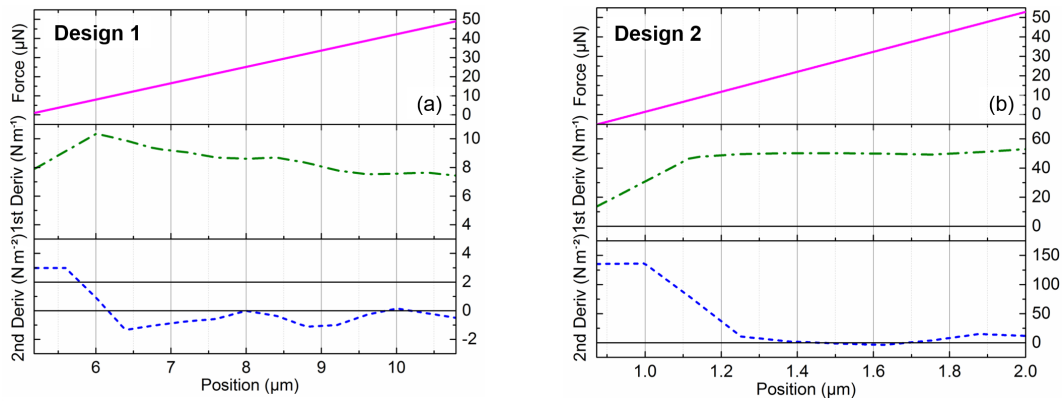 Design 1
(a)
Force (µN)
50
40
30
20
10
0
1st Deriv (N m⁻¹)
10
8
6
4
2nd Deriv (N m⁻²)
4
2
0
-2
6 7 8 9 10
Position (µm)
Design 2
(b)
Force (µN)
50
40
30
20
10
0
1st Deriv (N m⁻¹)
60
40
20
0
2nd Deriv (N m⁻²)
150
100
50
0
1.0 1.2 1.4 1.6 1.8 2.0
Position (µm)